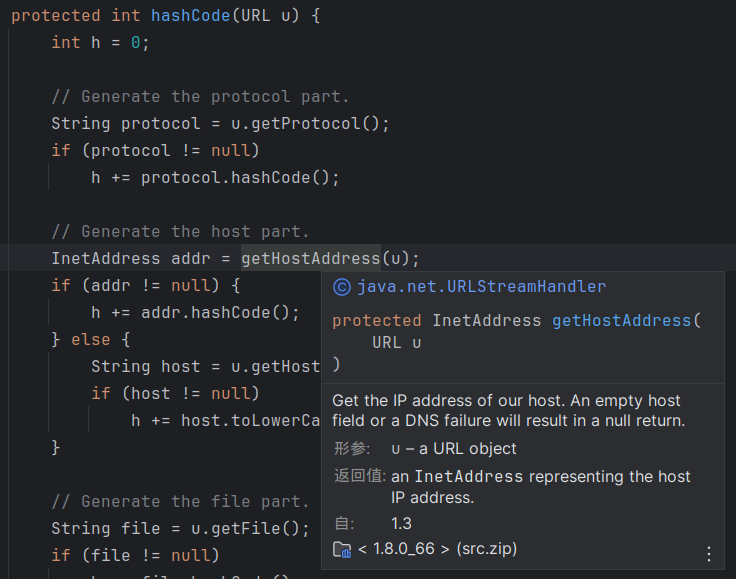 protected int hashCode(URL u) {
int h = 0;
// Generate the protocol part.
String protocol = u.getProtocol();
if (protocol != null)
h += protocol.hashCode();
// Generate the host part.
InetAddress addr = getHostAddress(u);
if (addr != null) {
h += addr.hashCode();
} else {
String host = u.getHost
if (host != null)
h += host.toLowerCa
}
// Generate the file part.
String file = u.getFile();
if (file != null)
java.net.URLStreamHandler
protected InetAddress getHostAddress(
URL u
)
Get the IP address of our host. An empty host
field or a DNS failure will result in a null return.
形参: u – a URL object
返回值: an InetAddress representing the host
IP address.
自: 1.3
< 1.8.0_66 > (src.zip)